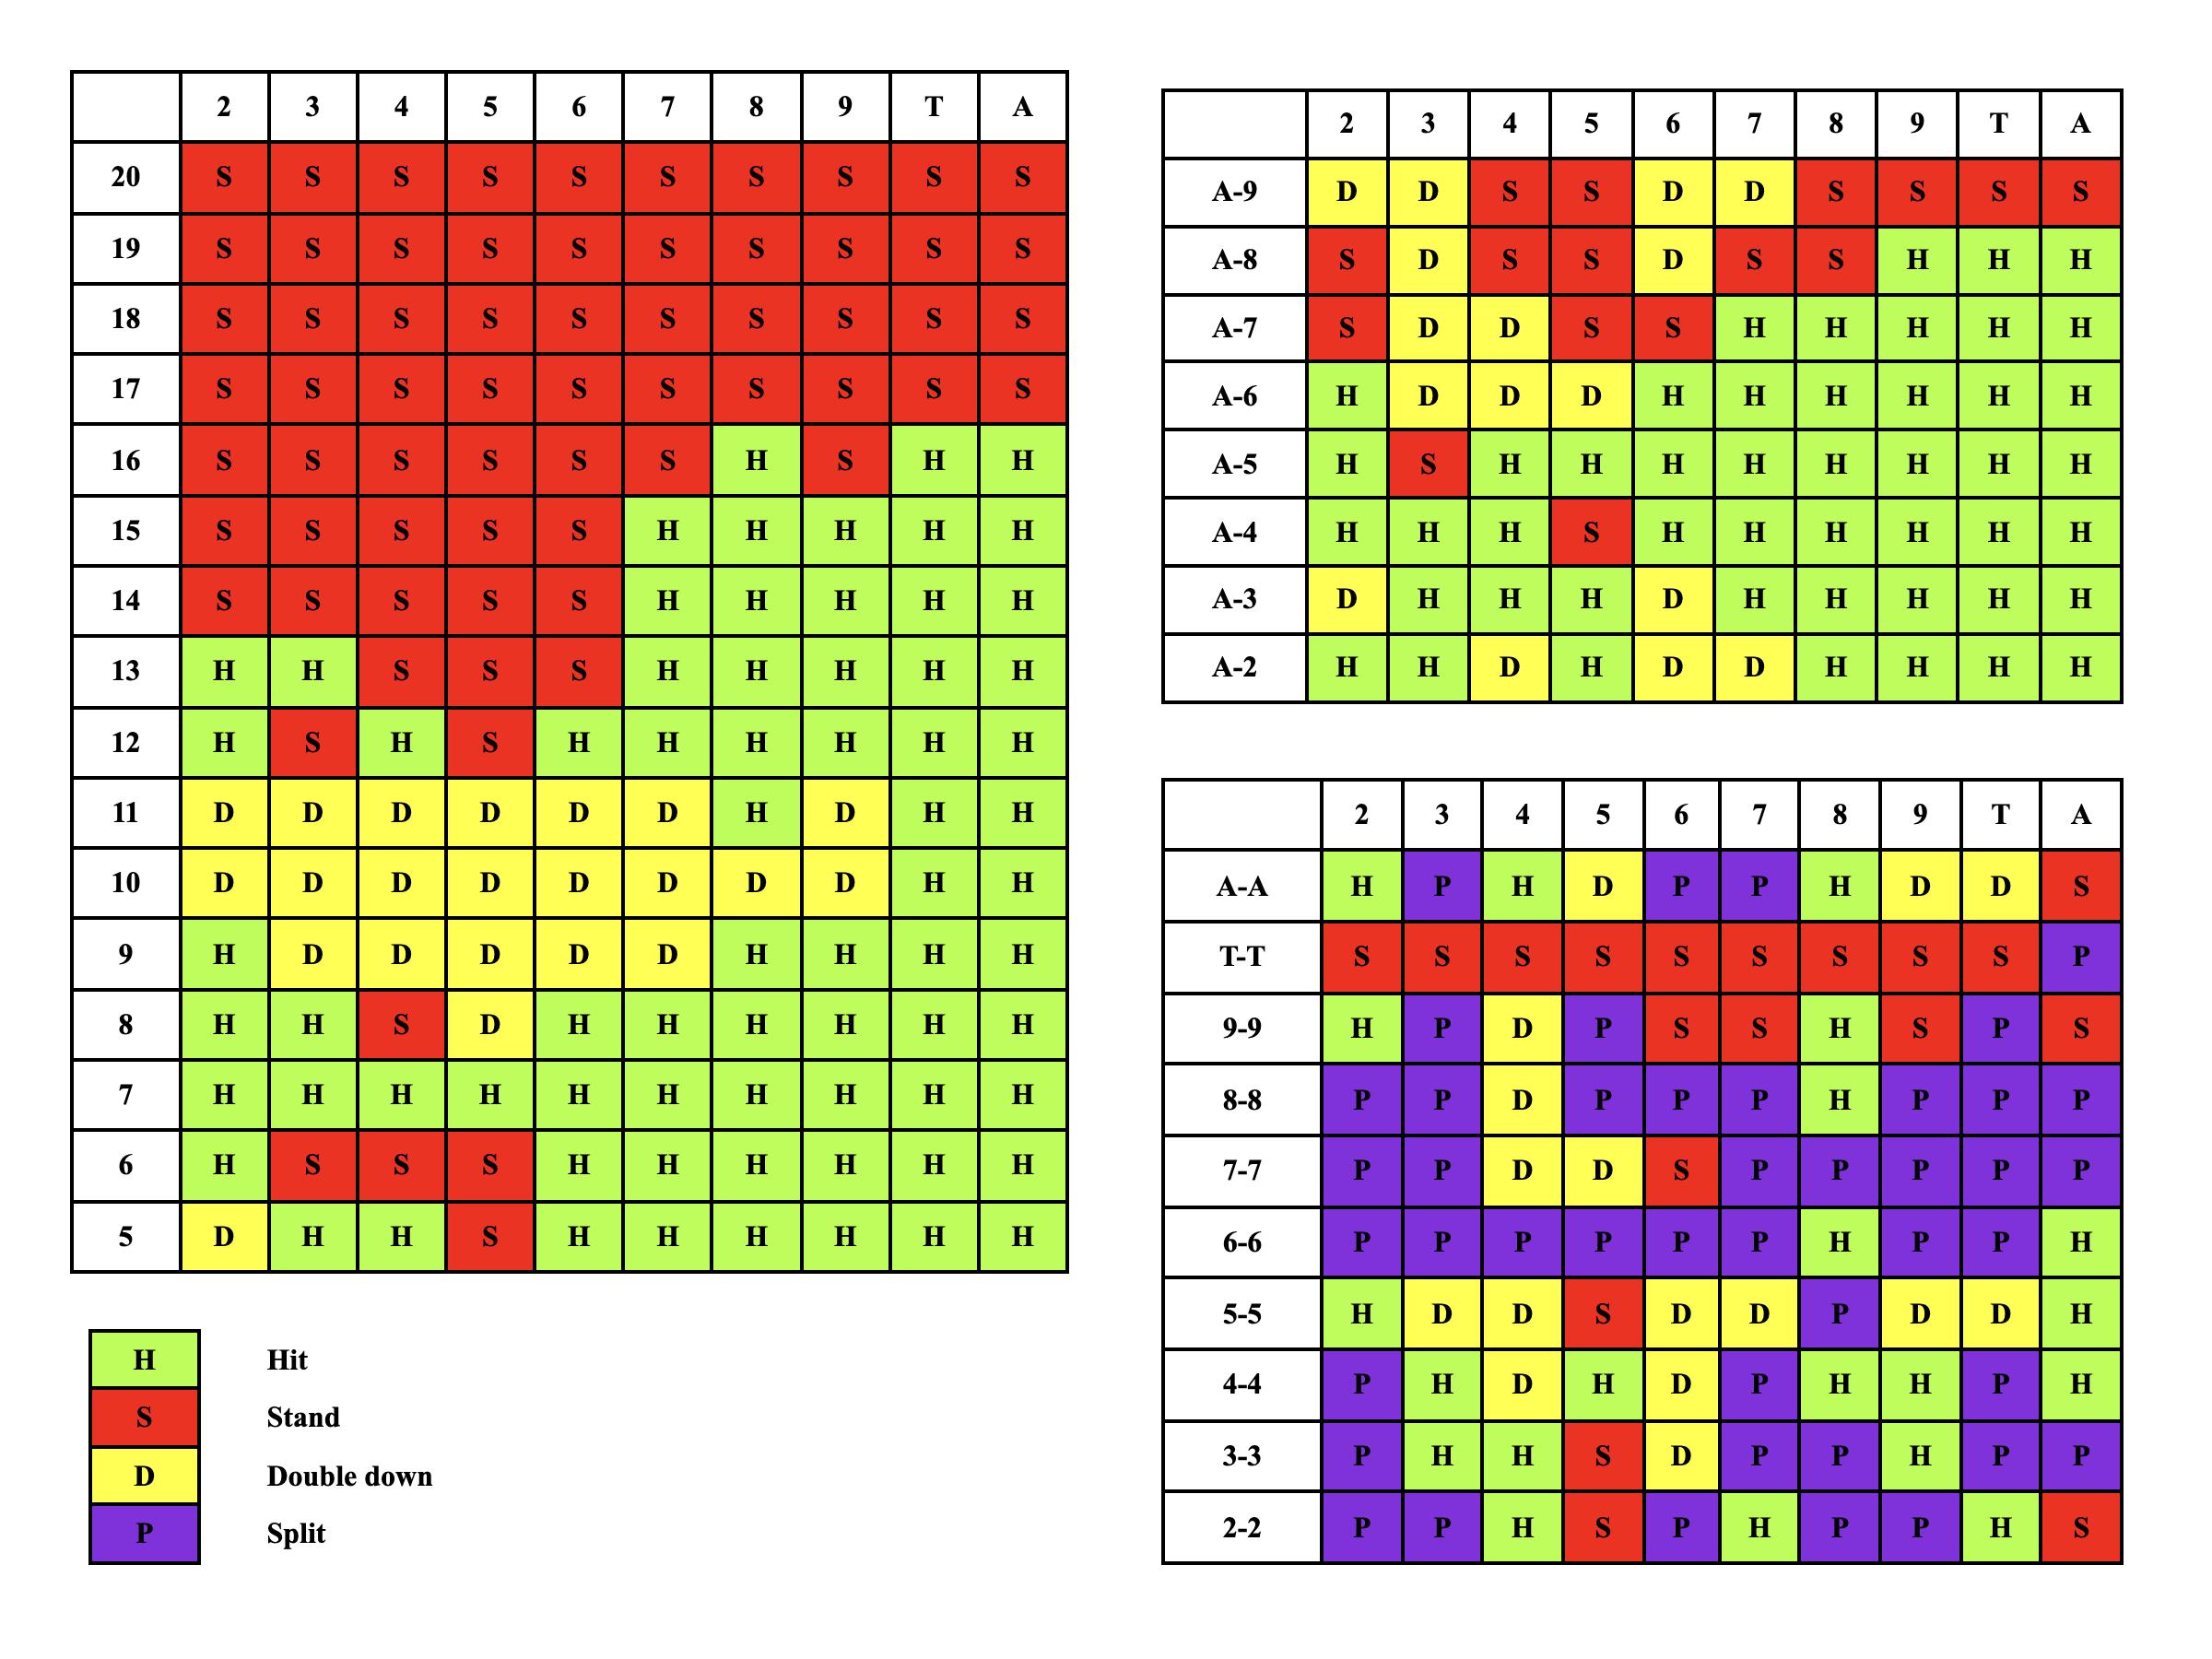 2 3 4 5 6 7 8 9 T A
20 S S S S S S S S S S
19 S S S S S S S S S S
18 S S S S S S S S S S
17 S S S S S S S S S S
16 S S S S S S H S H H
15 S S S S S H H H H H
14 S S S S S H H H H H
13 H H S S S H H H H H
12 H S H S H H H H H H
11 D D D D D D H D H H
10 D D D D D D D D H H
9 H D D D D D H H H H
8 H H S D H H H H H H
7 H H H H H H H H H H
6 H S S S H H H H H H
5 D H H S H H H H H H
H Hit
S Stand
D Double down
P Split
2 3 4 5 6 7 8 9 T A
A-9 D D S S D D S S S S
A-8 S D S S D S S H H H
A-7 S D D S S H H H H H
A-6 H D D D H H H H H H
A-5 H S H H H H H H H H
A-4 H H H S H H H H H H
A-3 D H H H D H H H H H
A-2 H H D H D D H H H H
2 3 4 5 6 7 8 9 T A
A-A H P H D P P H D D S
T-T S S S S S S S S S P
9-9 H P D P S S H S P S
8-8 P P D P P P H P P P
7-7 P P D D S P P P P P
6-6 P P P P P P H P P H
5-5 H D D S D D P D D H
4-4 P H D H D P H H P H
3-3 P H H S D P P H P P
2-2 P P H S P H P P H S